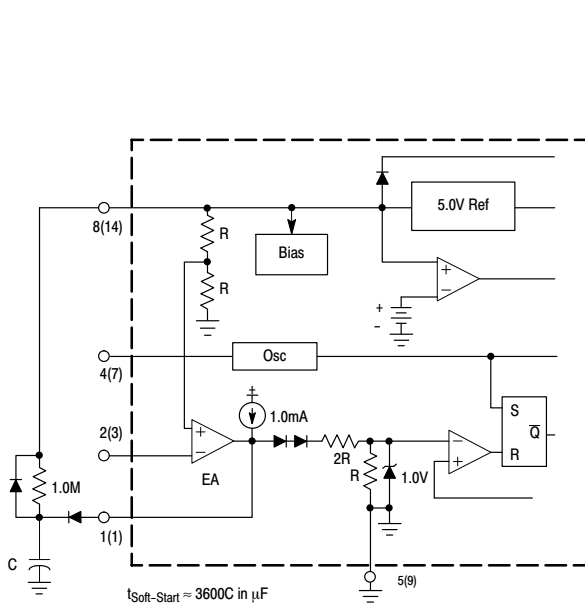 8(14)
R
R
Bias
5.0V Ref
+
−
+
−
4(7)
Osc
2(3)
+
−
EA
+
1.0mA
2R
R
1.0V
−
+
S
Q̅
R
1.0M
1(1)
C
5(9)
tSoft−Start ≈ 3600C in μF